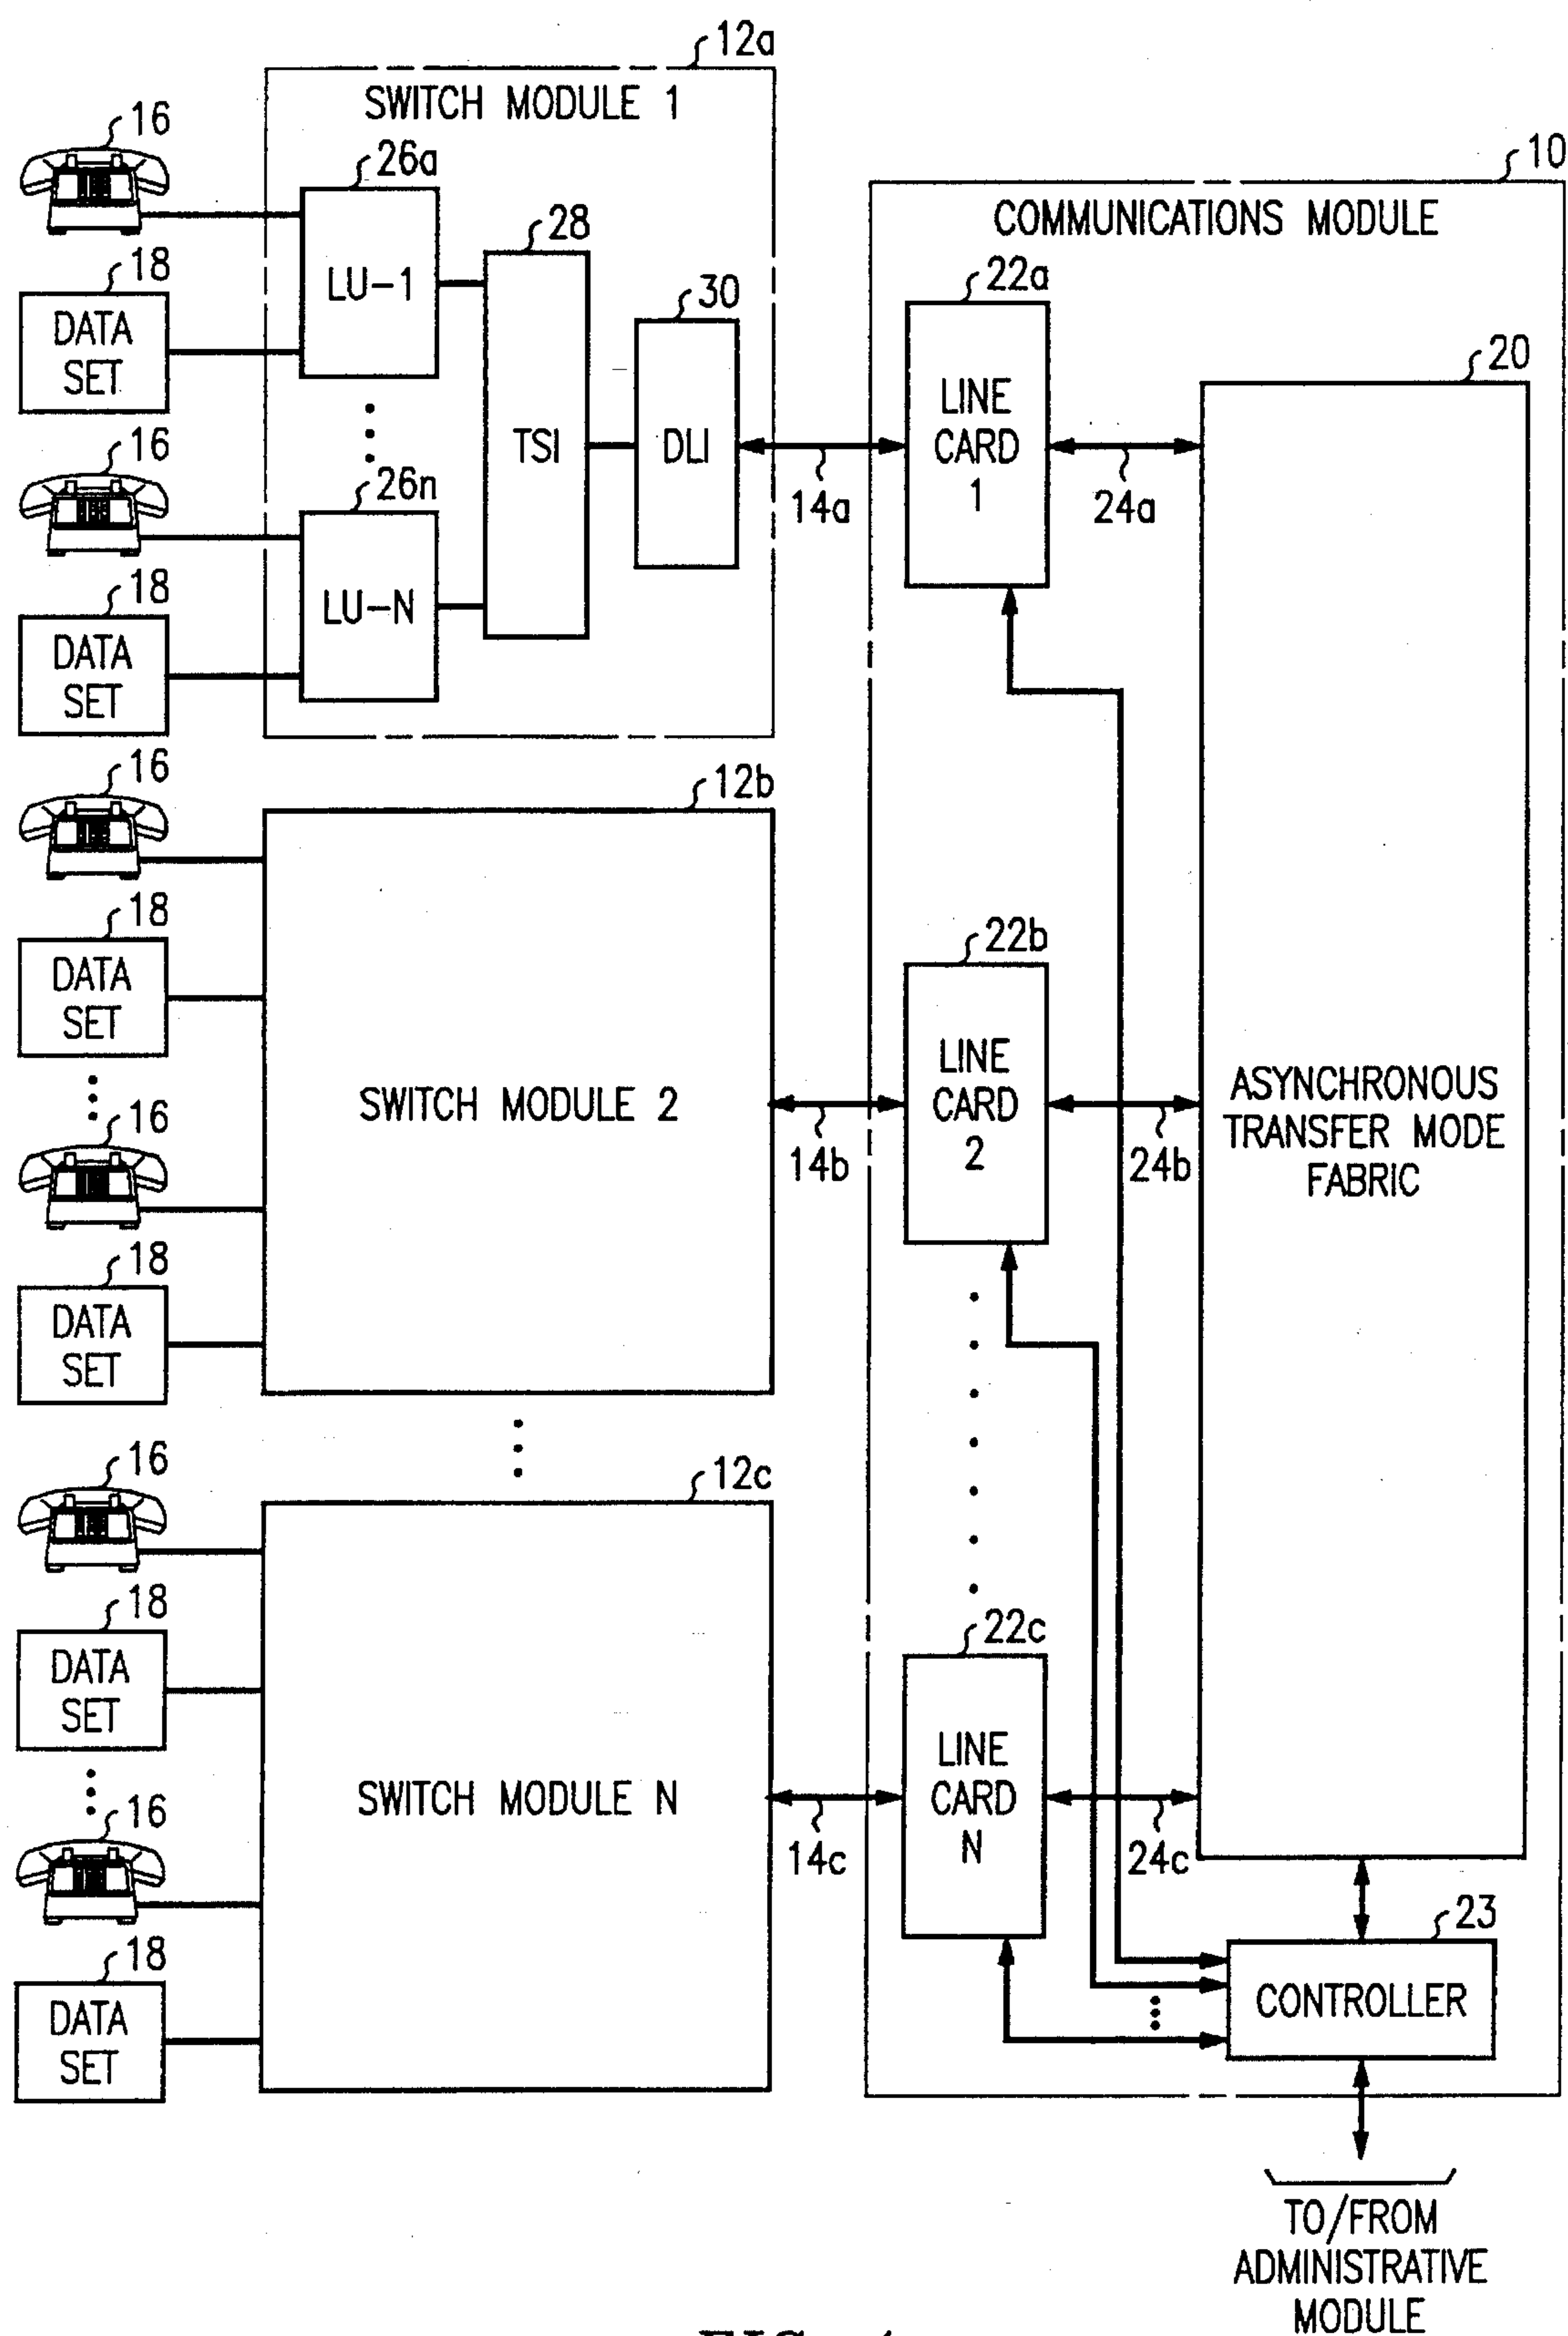 12a
SWITCH MODULE 1
16
26a
10
COMMUNICATIONS MODULE
28
22a
18
LU-1
30
DATA
SET
20
LINE
CARD
1
16
TSI
DLI
26n
14a
24a
18
LU-N
DATA
SET
16
12b
18
22b
DATA
SET
LINE
CARD
2
ASYNCHRONOUS
TRANSFER MODE
FABRIC
SWITCH MODULE 2
16
14b
24b
18
DATA
SET
16
12c
18
22c
DATA
SET
LINE
CARD
N
SWITCH MODULE N
16
14c
24c
23
18
CONTROLLER
DATA
SET
TO/FROM
ADMINISTRATIVE
MODULE